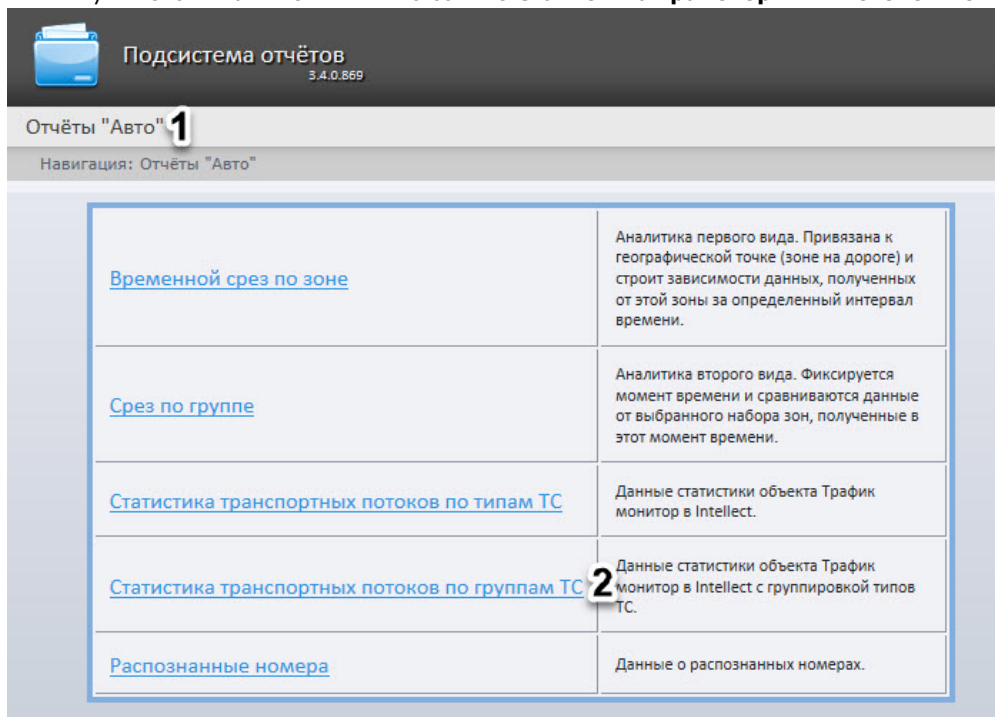 Подсистема отчётов
3.4.0.869
Отчёты "Авто" 1
Навигация: Отчёты "Авто"
Временной срез по зоне
Аналитика первого вида. Привязана к
географической точке (зоне на дороге) и
строит зависимости данных, полученных
от этой зоны за определенный интервал
времени.
Срез по группе
Аналитика второго вида. Фиксируется
момент времени и сравниваются данные
от выбранного набора зон, полученные в
этот момент времени.
Статистика транспортных потоков по типам ТС
Данные статистики объекта Трафик
монитор в Intellect.
Статистика транспортных потоков по группам ТС 2
Данные статистики объекта Трафик
монитор в Intellect с группировкой типов
ТС.
Распознанные номера
Данные о распознанных номерах.